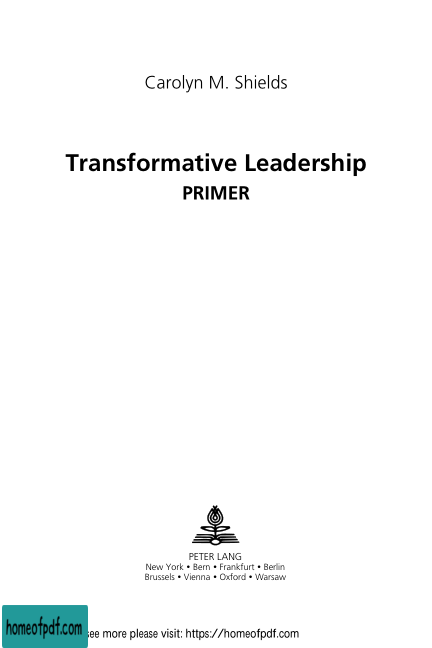 Carolyn M. Shields
Transformative Leadership
PRIMER
PETER LANG
New York • Bern • Frankfurt • Berlin
Brussels • Vienna • Oxford • Warsaw
homeofpdf.com
see more please visit: https://homeofpdf.com